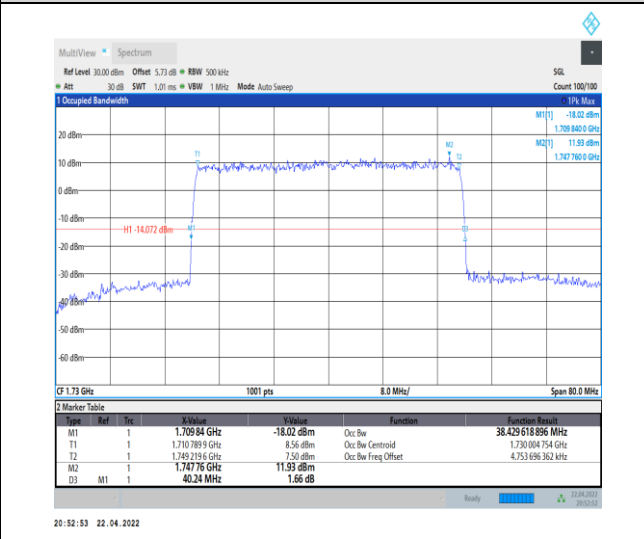 MultiView Spectrum
Ref Level 30.00 dBm Offset 5.73 dB RBW 500 kHz SGL
Att 30 dB SWT 1.01 ms VBW 1 MHz Mode Auto Sweep Count 100/100
1 Occupied Bandwidth 1Pk Max
M1[1] -18.02 dBm
1.709 840 0 GHz
20 dBm M2[1] 11.93 dBm
1.747 760 0 GHz
M2
T1 T2
10 dBm
0 dBm
-10 dBm
H1 -14.072 dBm M1 D3
-20 dBm
-30 dBm
-40 dBm
-50 dBm
-60 dBm
CF 1.73 GHz 1001 pts 8.0 MHz/ Span 80.0 MHz
2 Marker Table
Type Ref Trc X-Value Y-Value Function Function Result
M1 1 1.709 84 GHz -18.02 dBm Occ Bw 38.429 618 896 MHz
T1 1 1.710 789 9 GHz 8.56 dBm Occ Bw Centroid 1.730 004 754 GHz
T2 1 1.749 219 6 GHz 7.50 dBm Occ Bw Freq Offset 4.753 696 362 kHz
M2 1 1.747 76 GHz 11.93 dBm
D3 M1 1 40.24 MHz 1.66 dB
Ready 22.04.2022
20:52:52
20:52:53 22.04.2022